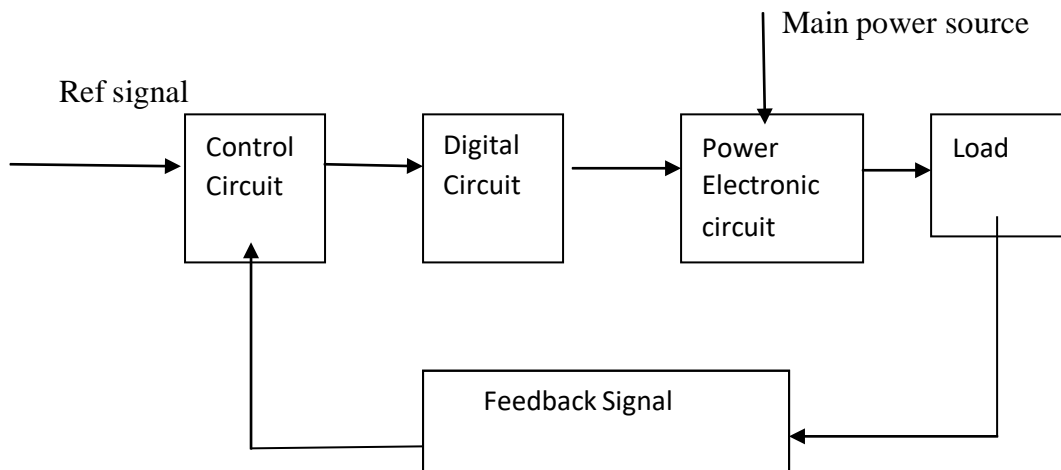 Main power source
Ref signal
Control
Circuit
Digital
Circuit
Power
Electronic
circuit
Load
Feedback Signal